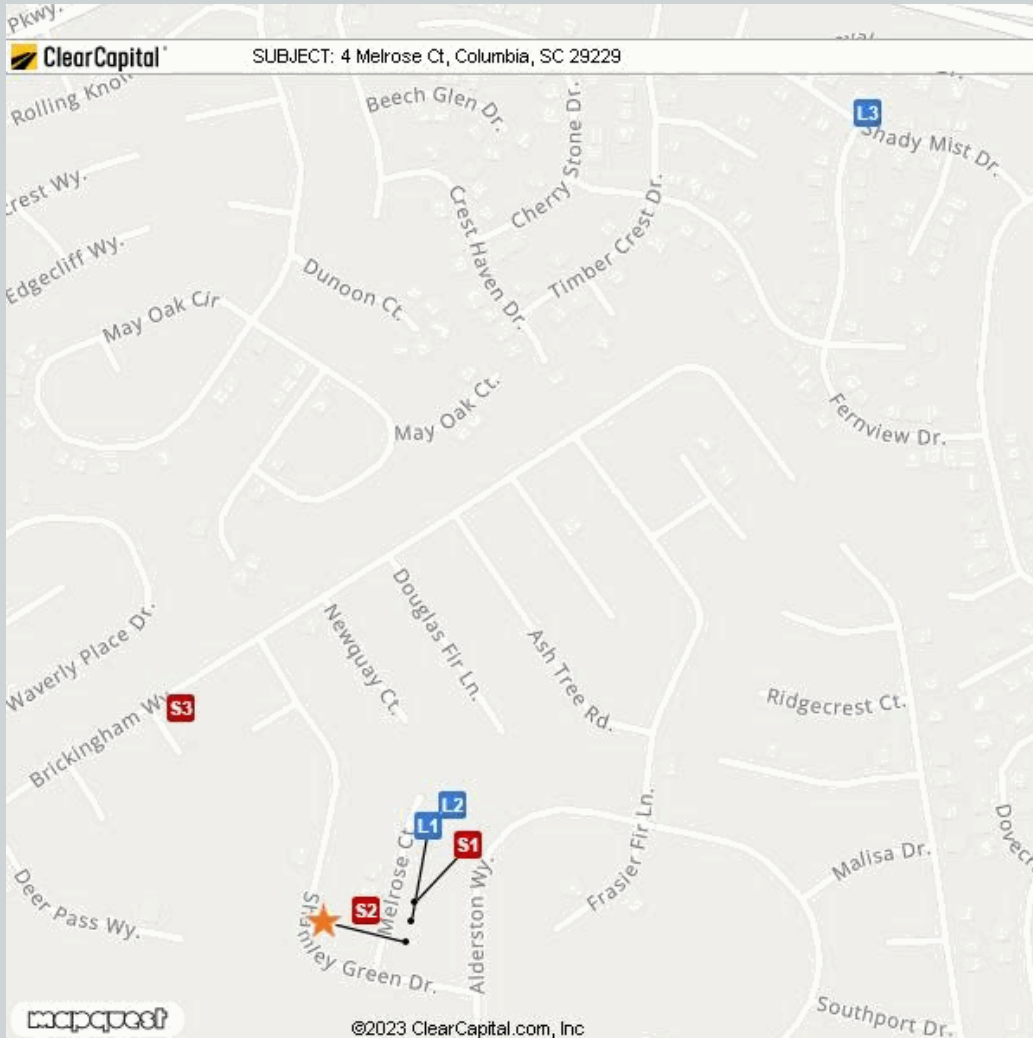 Pkwy.
ClearCapital
SUBJECT: 4 Melrose Ct, Columbia, SC 29229
Rolling Knol
Beech Glen Dr.
Cherry Stone Dr.
L3
Shady Mist Dr.
crest Wy.
Crest Haven Dr.
Timber Crest Dr.
Edgecliff Wy.
Dunoon Ct.
May Oak Cir
May Oak Ct.
Fernview Dr.
Waverly Place Dr.
Newquay Ct.
Douglas Fir Ln.
Ash Tree Rd.
Ridgecrest Ct.
S3
Brickingham Wy.
L2
L1
S1
Melrose Ct.
Frasier Fir Ln.
Malisa Dr.
Dovecr
S2
Alderston Wy.
Deer Pass Wy.
Shamley Green Dr.
Southport Dr.
mapquest
©2023 ClearCapital.com, Inc